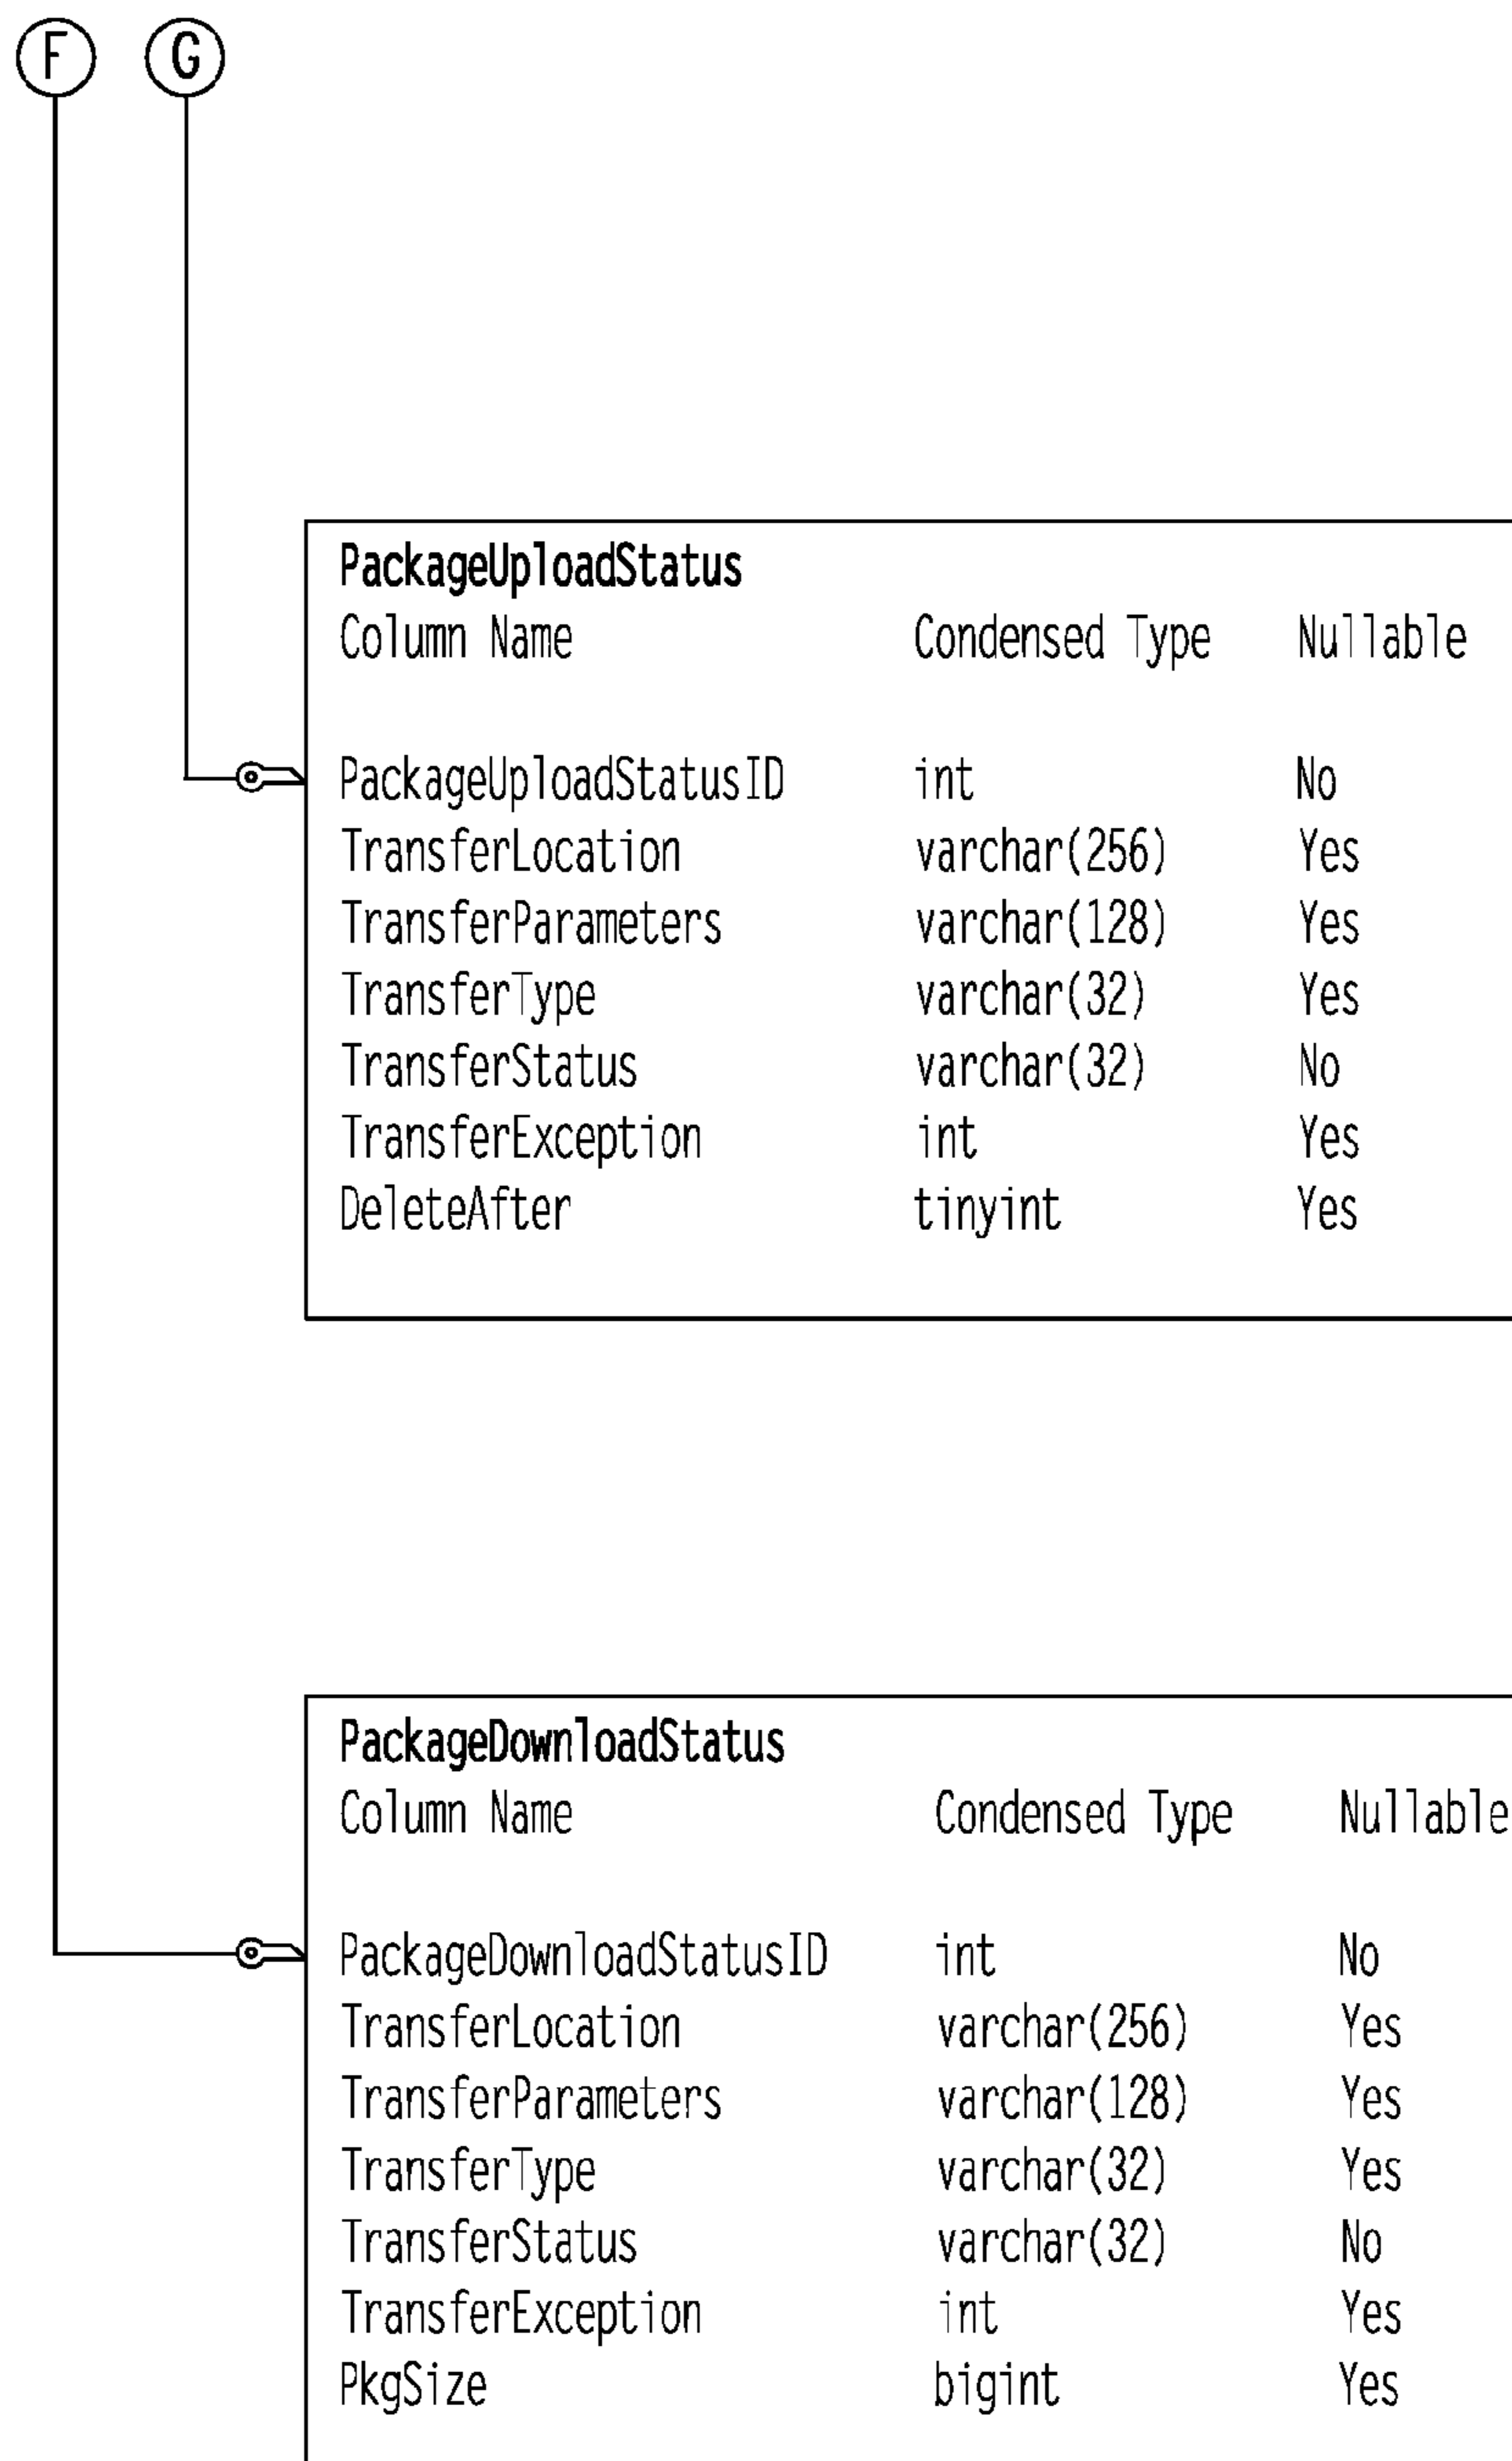 F G
PackageUploadStatus
Column Name Condensed Type Nullable
PackageUploadStatusID int No
TransferLocation varchar(256) Yes
TransferParameters varchar(128) Yes
TransferType varchar(32) Yes
TransferStatus varchar(32) No
TransferException int Yes
DeleteAfter tinyint Yes
PackageDownloadStatus
Column Name Condensed Type Nullable
PackageDownloadStatusID int No
TransferLocation varchar(256) Yes
TransferParameters varchar(128) Yes
TransferType varchar(32) Yes
TransferStatus varchar(32) No
TransferException int Yes
PkgSize bigint Yes